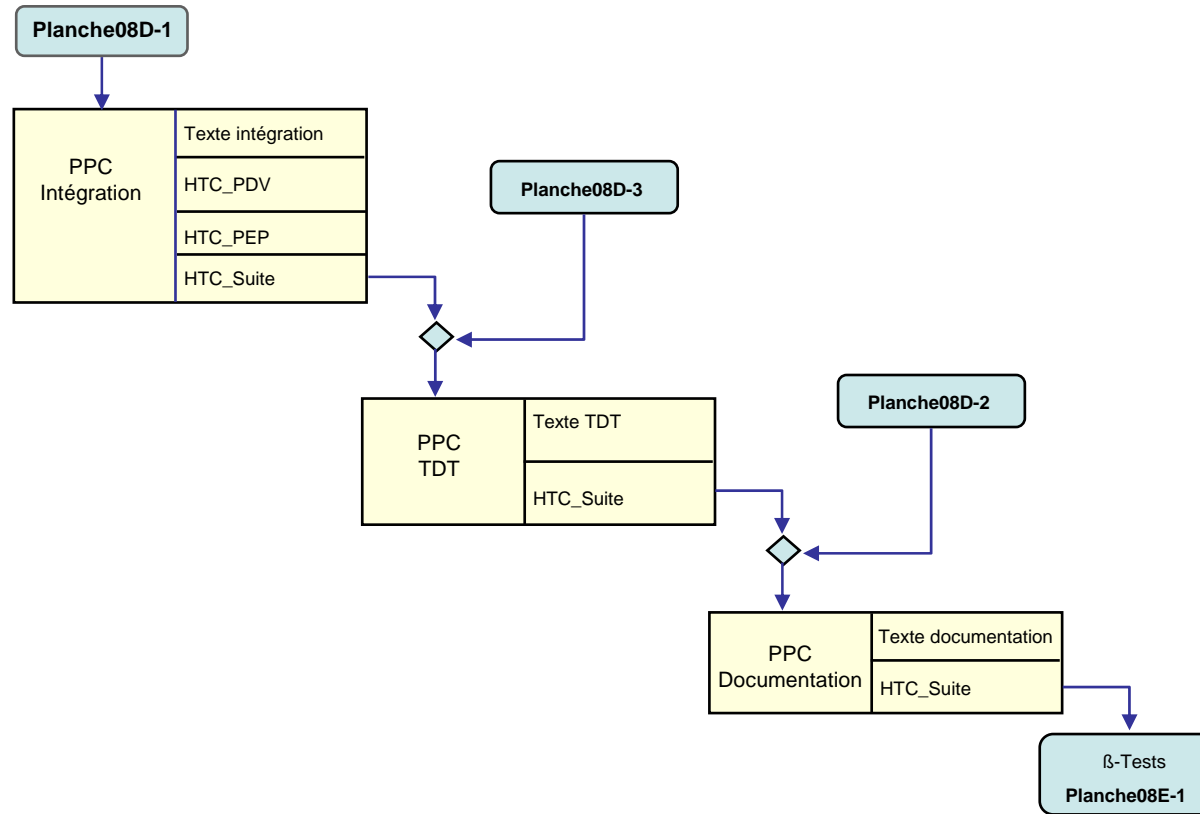 Planche08D-1
PPC
Intégration
Texte intégration
HTC_PDV
HTC_PEP
HTC_Suite
Planche08D-3
PPC
TDT
Texte TDT
HTC_Suite
Planche08D-2
PPC
Documentation
Texte documentation
HTC_Suite
ß-Tests
Planche08E-1